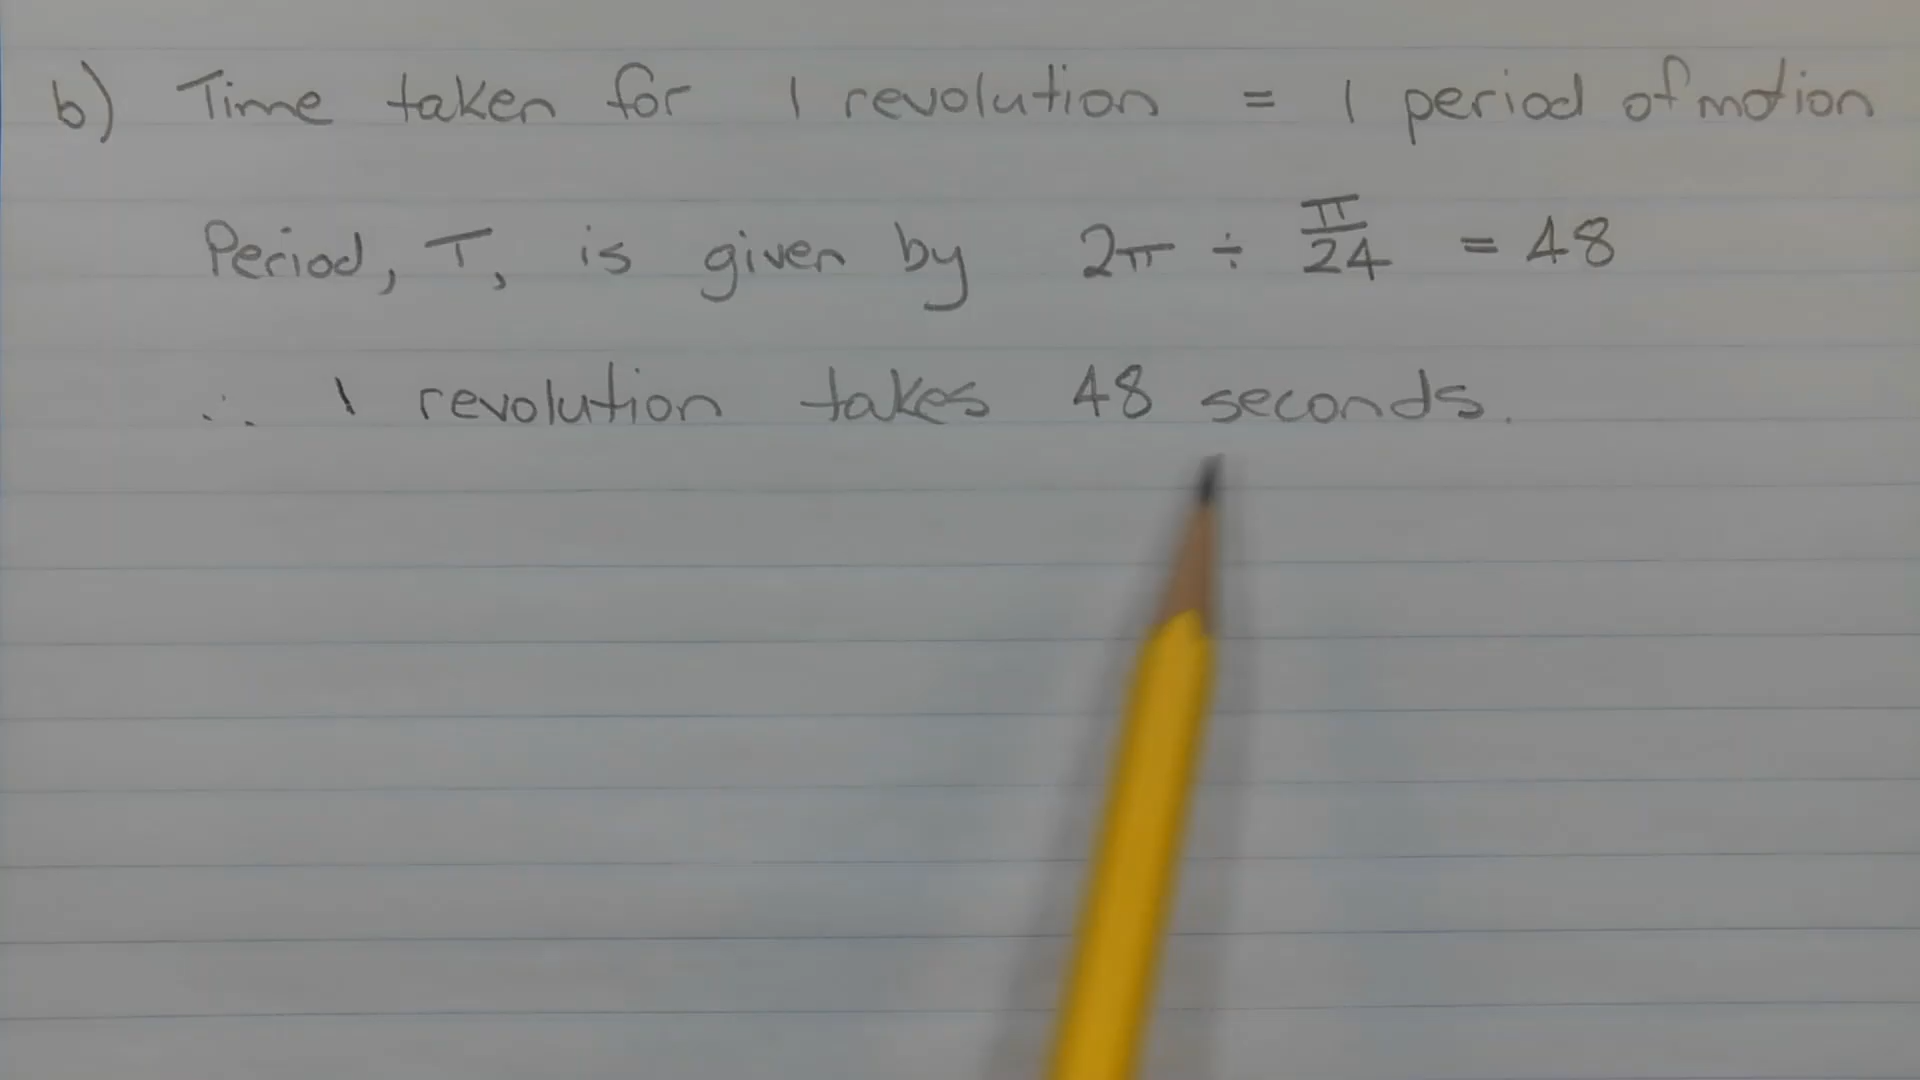 b) Time taken for 1 revolution = 1 period of motion
Period, T, is given by 2π ÷ π/24 = 48
∴ 1 revolution takes 48 seconds.